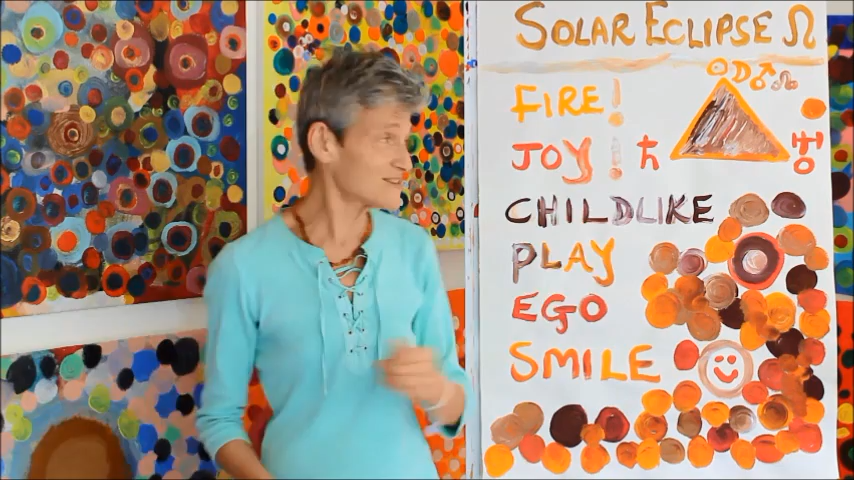 SOLAR ECLIPSE ♌
☉☽♂☊
FIRE!
JOY! ♄
♅
CHILDLIKE
PLAY
EGO
SMILE